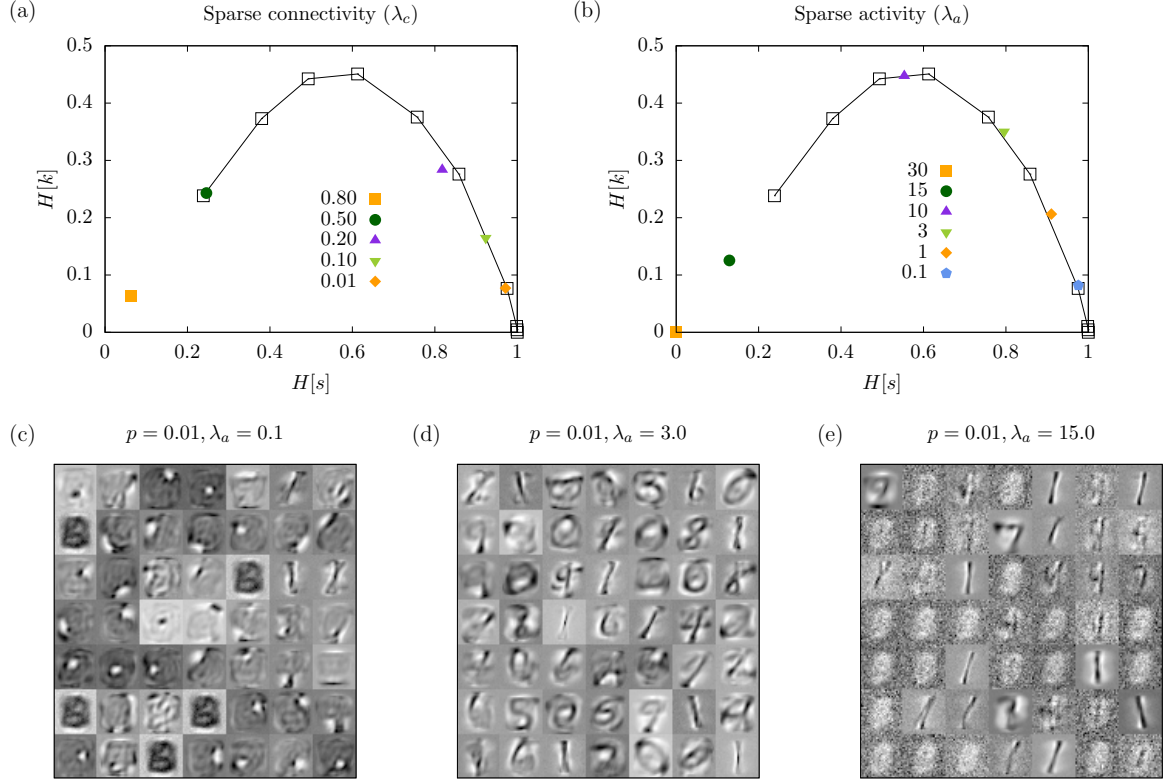 (a) Sparse connectivity (λ_c)
0.5
0.4
0.3
0.2
0.1
0
H[k]
0.80
0.50
0.20
0.10
0.01
0 0.2 0.4 0.6 0.8 1
H[s]
(b) Sparse activity (λ_a)
0.5
0.4
0.3
0.2
0.1
0
H[k]
30
15
10
3
1
0.1
0 0.2 0.4 0.6 0.8 1
H[s]
(c) p = 0.01, λ_a = 0.1
(d) p = 0.01, λ_a = 3.0
(e) p = 0.01, λ_a = 15.0